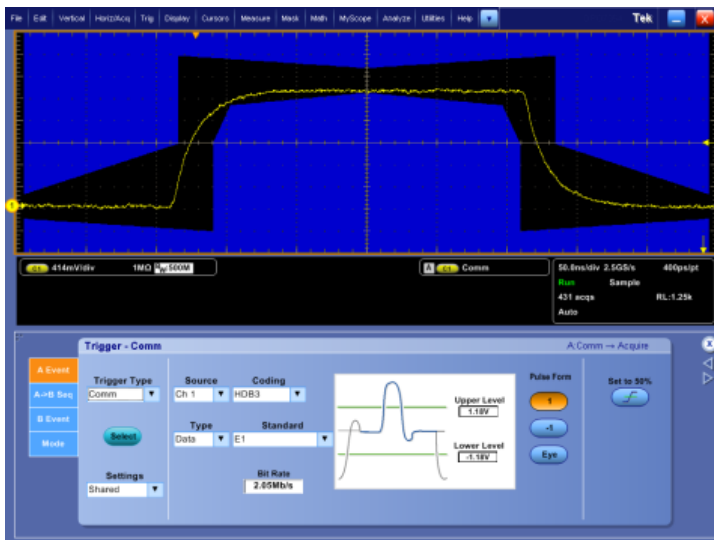 File Edit Vertical Horiz/Acq Trig Display Cursors Measure Mask Math MyScope Analyze Utilities Help Tek X
1
C1 414mV/div 1MΩ BW:500M
A C1 Comm
50.0ns/div 2.5GS/s 400ps/pt
Run Sample
431 acqs RL:1.25k
Auto
Trigger - Comm A:Comm → Acquire X
A Event
A->B Seq
B Event
Mode
Trigger Type
Comm
Select
Settings
Shared
Source Coding
Ch 1 HDB3
Type Standard
Data E1
Bit Rate
2.05Mb/s
Upper Level
1.18V
Lower Level
-1.18V
Pulse Form
1
-1
Eye
Set to 50%